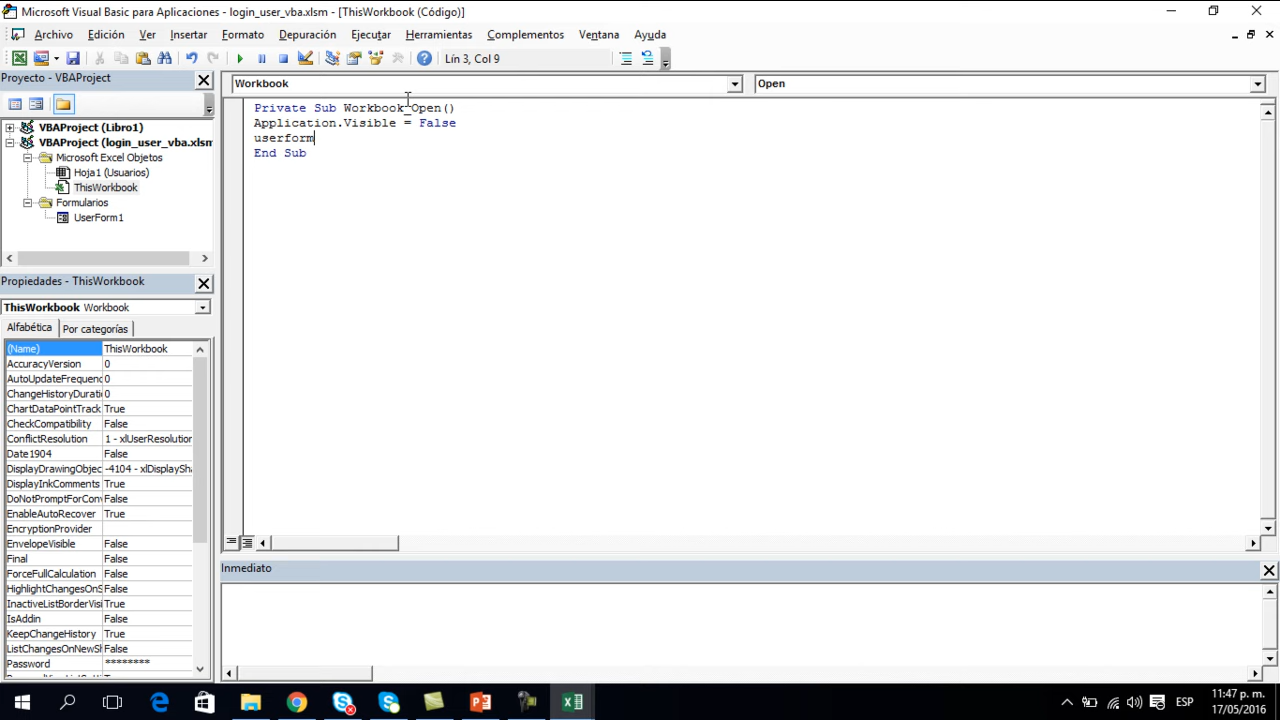 Microsoft Visual Basic para Aplicaciones - login_user_vba.xlsm - [ThisWorkbook (Código)]
Archivo Edición Ver Insertar Formato Depuración Ejecutar Herramientas Complementos Ventana Ayuda
Lín 3, Col 9
Proyecto - VBAProject
Workbook
Open
VBAProject (Libro1)
VBAProject (login_user_vba.xlsm
Microsoft Excel Objetos
Hoja1 (Usuarios)
ThisWorkbook
Formularios
UserForm1
Private Sub Workbook_Open()
Application.Visible = False
userform
End Sub
Propiedades - ThisWorkbook
ThisWorkbook Workbook
Alfabética Por categorías
(Name) ThisWorkbook
AccuracyVersion 0
AutoUpdateFrequenc 0
ChangeHistoryDurati 0
ChartDataPointTrack True
CheckCompatibility False
ConflictResolution 1 - xlUserResolution
Date1904 False
DisplayDrawingObjec -4104 - xlDisplaySha
DisplayInkComments True
DoNotPromptForConv False
EnableAutoRecover True
EncryptionProvider
EnvelopeVisible False
Final False
ForceFullCalculation False
HighlightChangesOnS False
InactiveListBorderVisi True
IsAddin False
KeepChangeHistory True
ListChangesOnNewSh False
Password ********
Inmediato
ESP
11:47 p. m.
17/05/2016